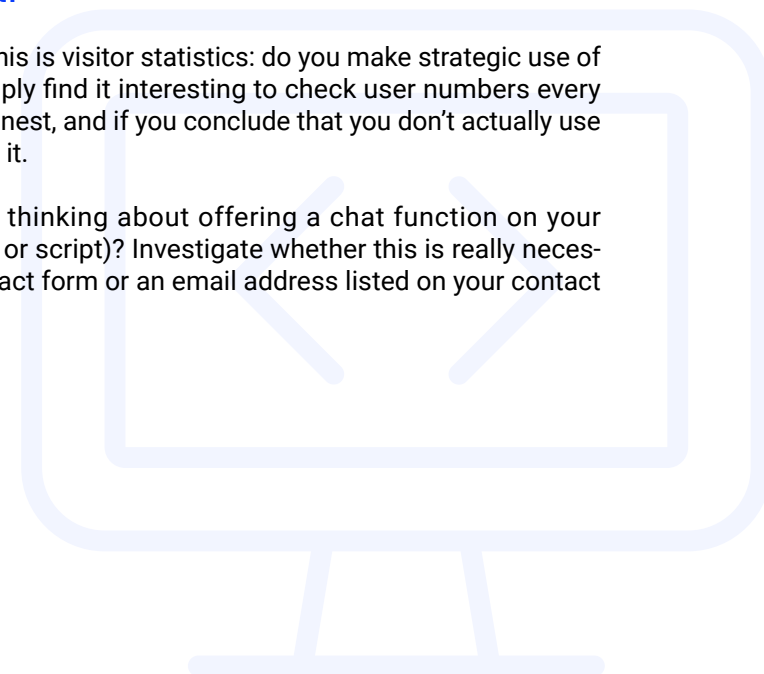 his is visitor statistics: do you make strategic use of
ply find it interesting to check user numbers every
nest, and if you conclude that you don’t actually use
it.
thinking about offering a chat function on your
or script)? Investigate whether this is really neces-
act form or an email address listed on your contact